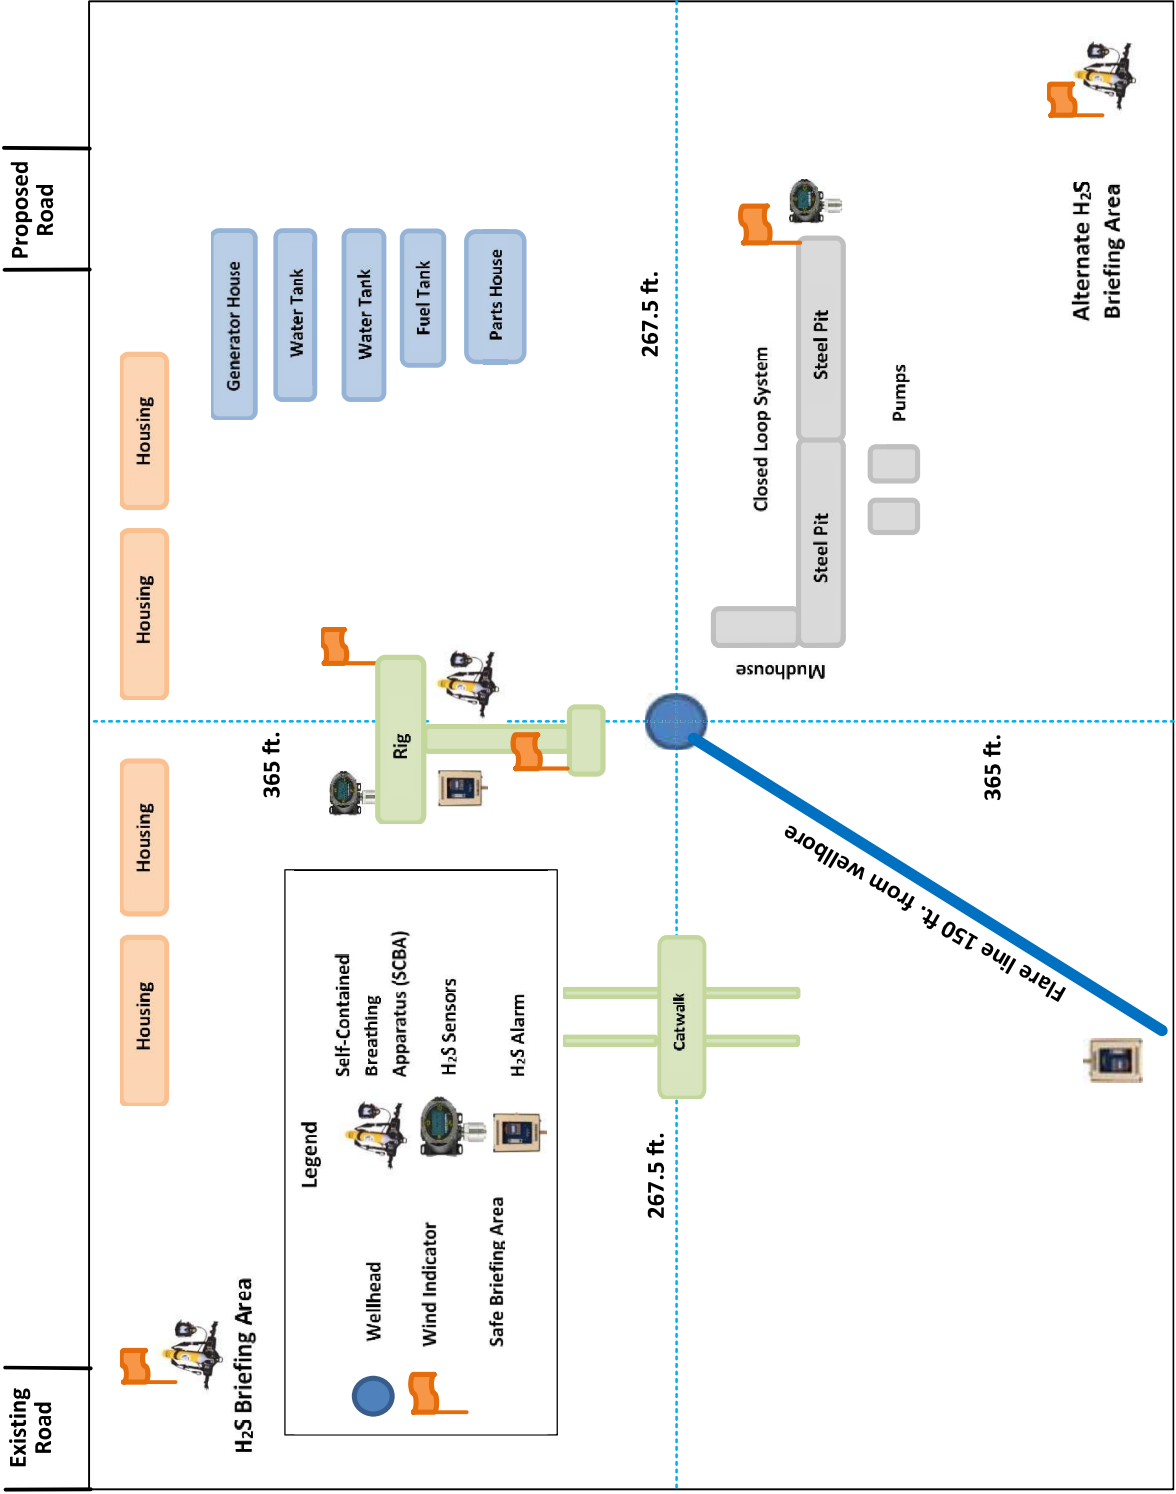 Existing
Road
Proposed
Road
Housing
Housing
Housing
Housing
H₂S Briefing Area
365 ft.
Generator House
Water Tank
Water Tank
Fuel Tank
Parts House
Rig
Legend
Wellhead
Wind Indicator
Safe Briefing Area
Self-Contained
Breathing
Apparatus (SCBA)
H₂S Sensors
H₂S Alarm
267.5 ft.
267.5 ft.
Catwalk
Mudhouse
Closed Loop System
Steel Pit
Steel Pit
Pumps
Flare line 150 ft. from wellbore
365 ft.
Alternate H₂S
Briefing Area